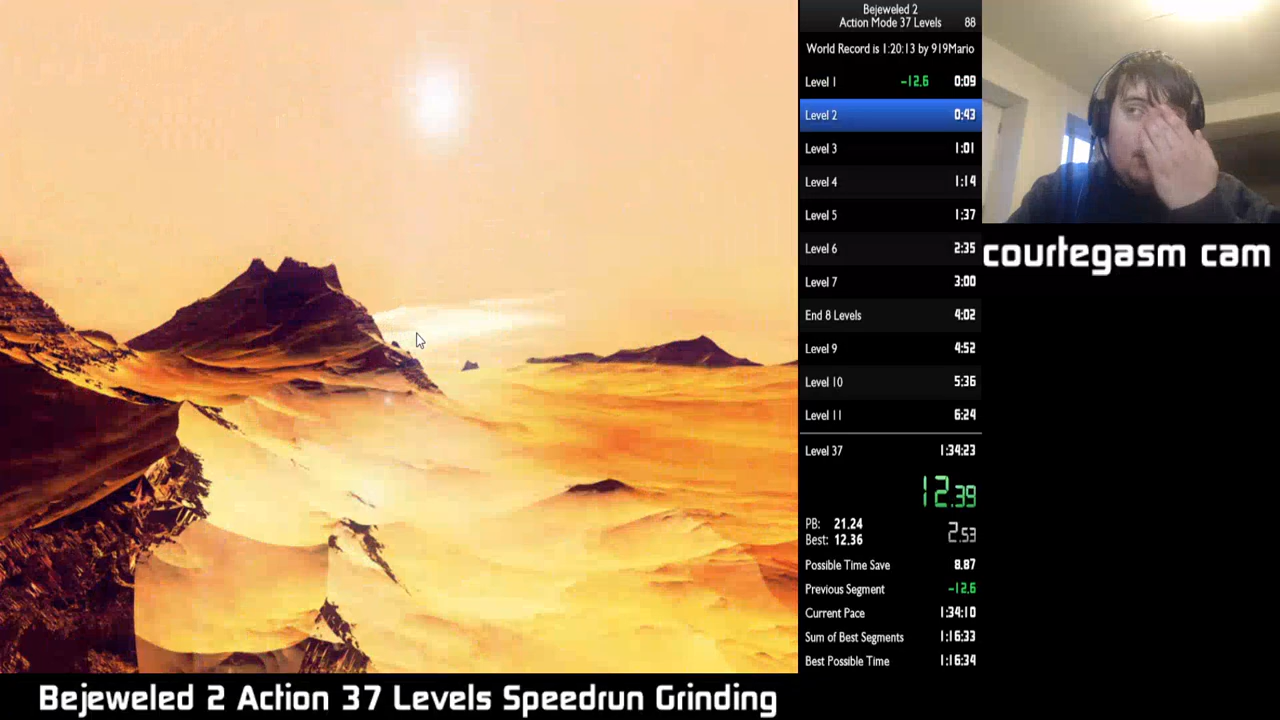 Bejeweled 2
Action Mode 37 Levels 88
World Record is 1:20:13 by 919Mario
Level 1 -12.6 0:09
Level 2 0:43
Level 3 1:01
Level 4 1:14
Level 5 1:37
Level 6 2:35
Level 7 3:00
End 8 Levels 4:02
Level 9 4:52
Level 10 5:36
Level 11 6:24
Level 37 1:34:23
12.39
PB: 21.24
Best: 12.36
2.53
Possible Time Save 8.87
Previous Segment -12.6
Current Pace 1:34:10
Sum of Best Segments 1:16:33
Best Possible Time 1:16:34
courtegasm cam
Bejeweled 2 Action 37 Levels Speedrun Grinding